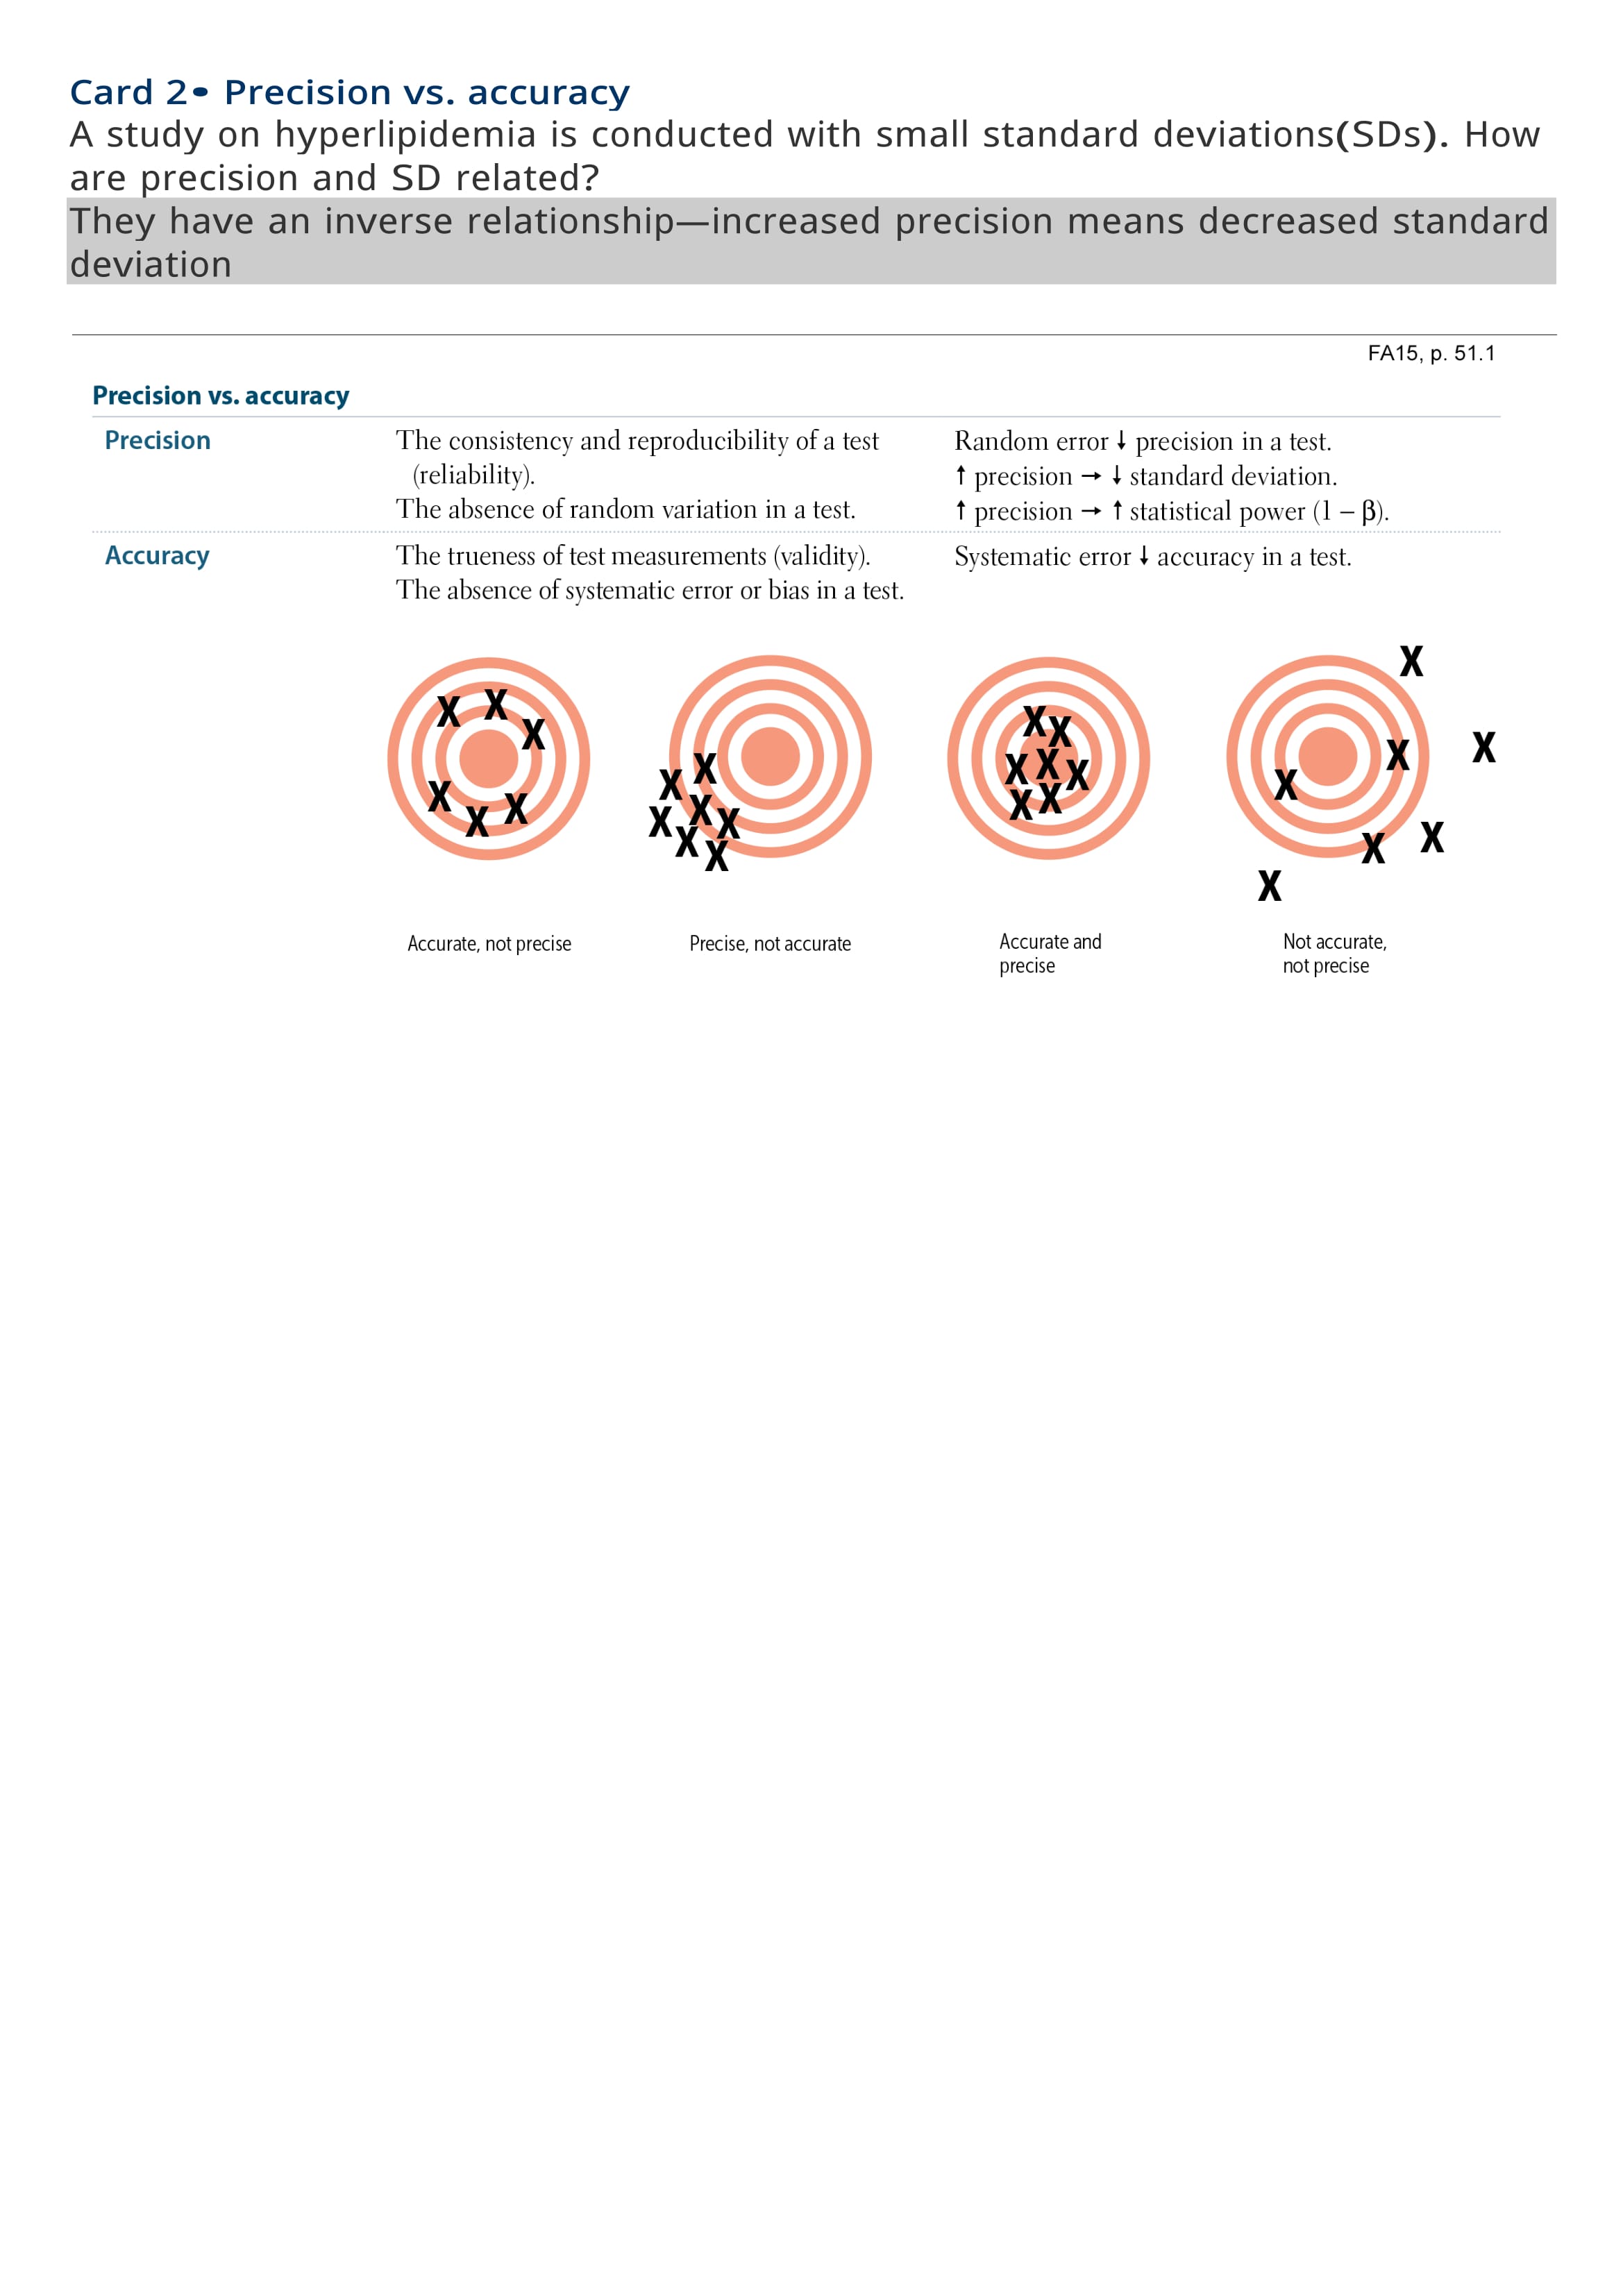 Card 2• Precision vs. accuracy
A study on hyperlipidemia is conducted with small standard deviations(SDs). How
are precision and SD related?
They have an inverse relationship—increased precision means decreased standard
deviation
FA15, p. 51.1
Precision vs. accuracy
Precision
The consistency and reproducibility of a test
(reliability).
The absence of random variation in a test.
Random error ↓ precision in a test.
↑ precision → ↓ standard deviation.
↑ precision → ↑ statistical power (1 – β).
Accuracy
The trueness of test measurements (validity).
The absence of systematic error or bias in a test.
Systematic error ↓ accuracy in a test.
X X X X X X
X X X X X X X X
X X X X X X X X
X X X X X X X
Accurate, not precise
Precise, not accurate
Accurate and
precise
Not accurate,
not precise